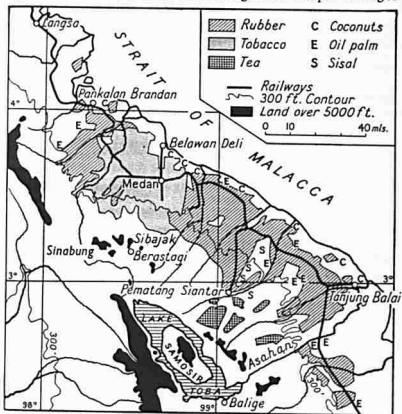 Langsa
STRAIT OF MALACCA
Rubber
C Coconuts
Tobacco
E Oil palm
Tea
S Sisal
Railways
300 ft. Contour
Land over 5000 ft.
0 10 40 mls.
Pankalan Brandan
C
4°
E
E
Belawan Deli
C
Medan
C
C
E
C
C
E
Sinabung
Sibajak
Berastagi
S
E
S
E
S
E
E
C
C
3°
3°
Pematang Siantar
S
Tanjung Balai
LAKE
SAMOSIR
TOBA
Asahan
E
E
300'
300'
98°
99°
Balige
E